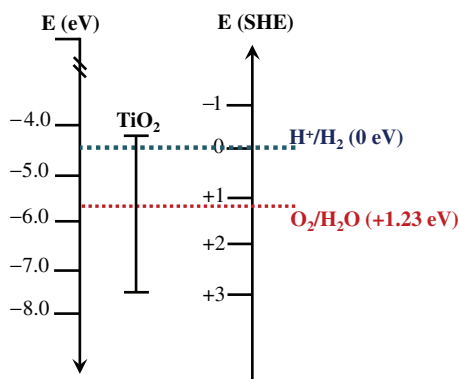 E (eV)
E (SHE)
−1
TiO₂
−4.0
H⁺/H₂ (0 eV)
0
−5.0
+1
−6.0
O₂/H₂O (+1.23 eV)
+2
−7.0
+3
−8.0